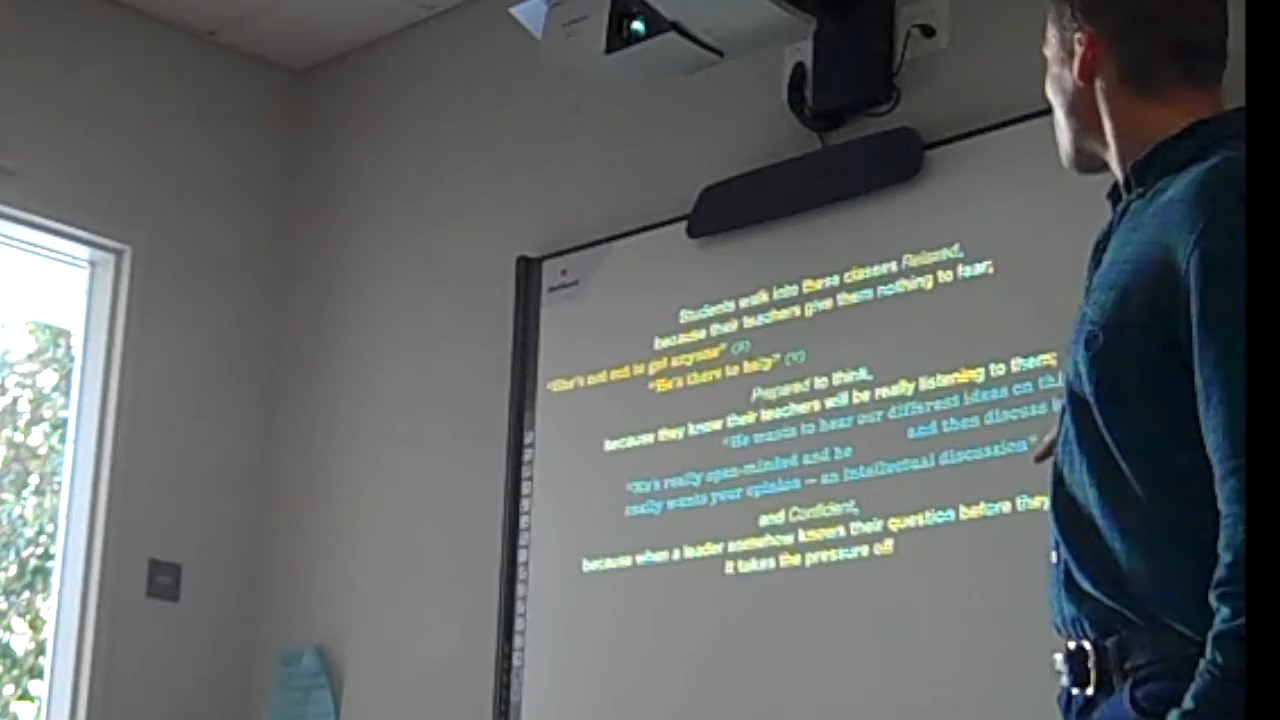 Students walk into these classes Relaxed,
because their teachers give them nothing to fear;
"She's not out to get anyone" (9)
"He's there to help" (9)
Prepared to think,
because they know their teachers will be really listening to them;
"He wants to hear our different ideas on
and then discuss
"He's really open-minded and he
really wants your opinion – an intellectual discussion"
and Confident,
because when a leader somehow knows their question before they
it takes the pressure off